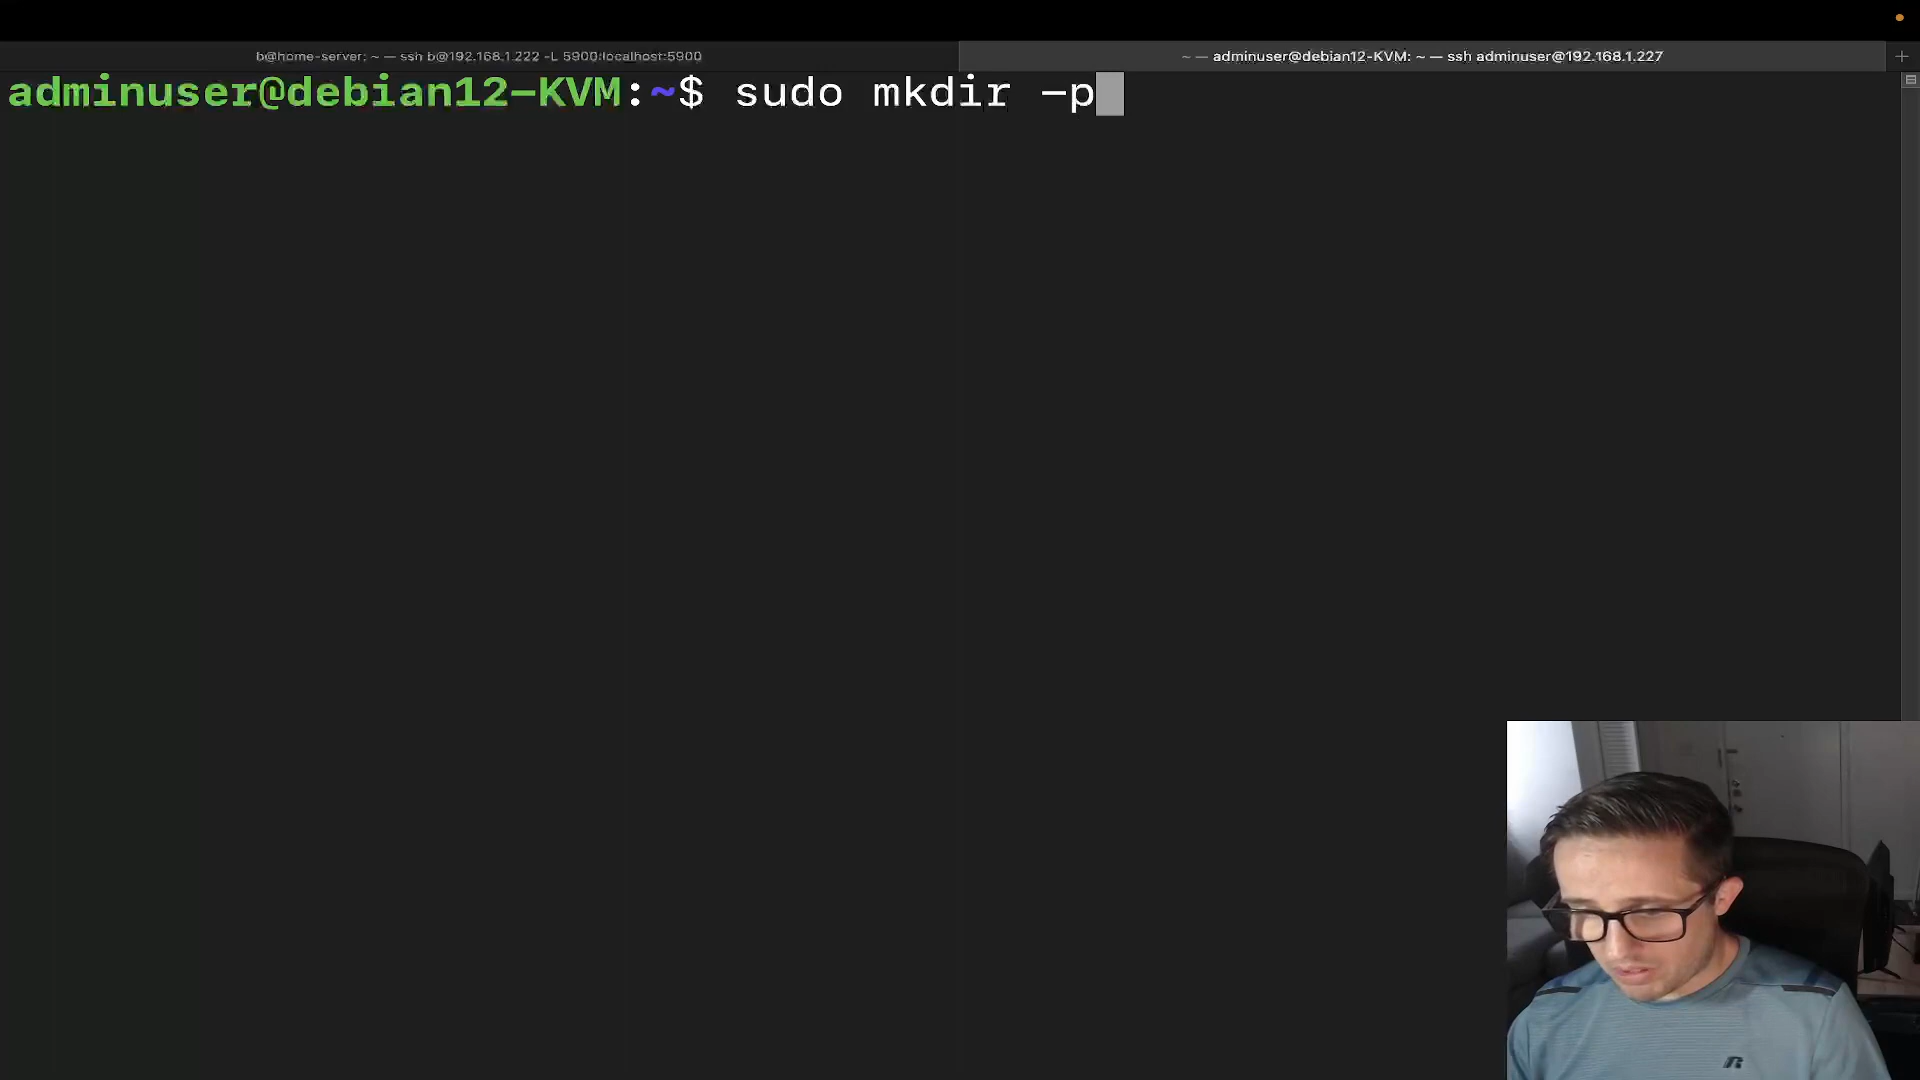 b@home-server: ~ — ssh b@192.168.1.222 -L 5900:localhost:5900
~ — adminuser@debian12-KVM: ~ — ssh adminuser@192.168.1.227
adminuser@debian12-KVM:~$ sudo mkdir -p
R